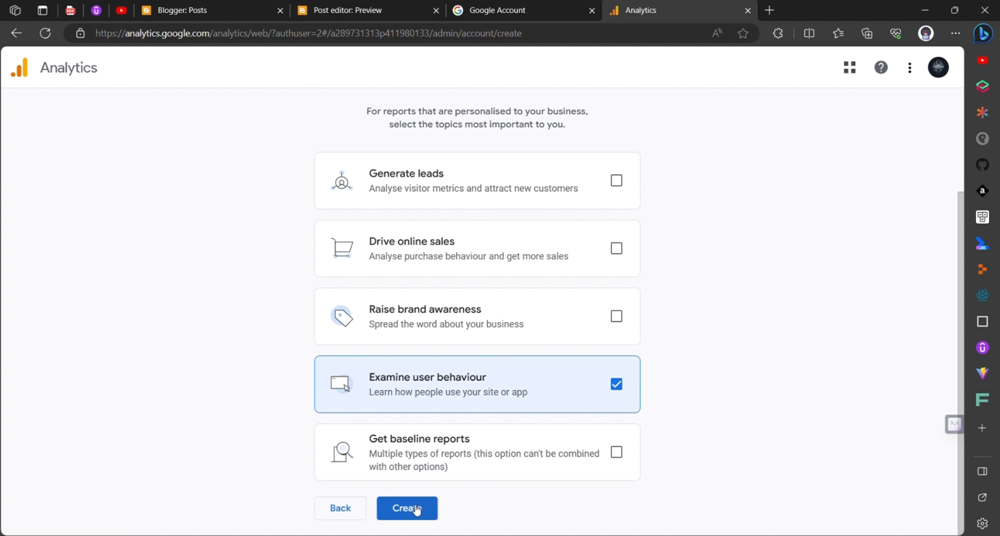 Blogger: Posts
Post editor: Preview
Google Account
Analytics
https://analytics.google.com/analytics/web/?authuser=2#/a289731313p411980133/admin/account/create
Analytics
For reports that are personalised to your business,
select the topics most important to you.
Generate leads
Analyse visitor metrics and attract new customers
Drive online sales
Analyse purchase behaviour and get more sales
Raise brand awareness
Spread the word about your business
Examine user behaviour
Learn how people use your site or app
Get baseline reports
Multiple types of reports (this option can't be combined
with other options)
Back
Create